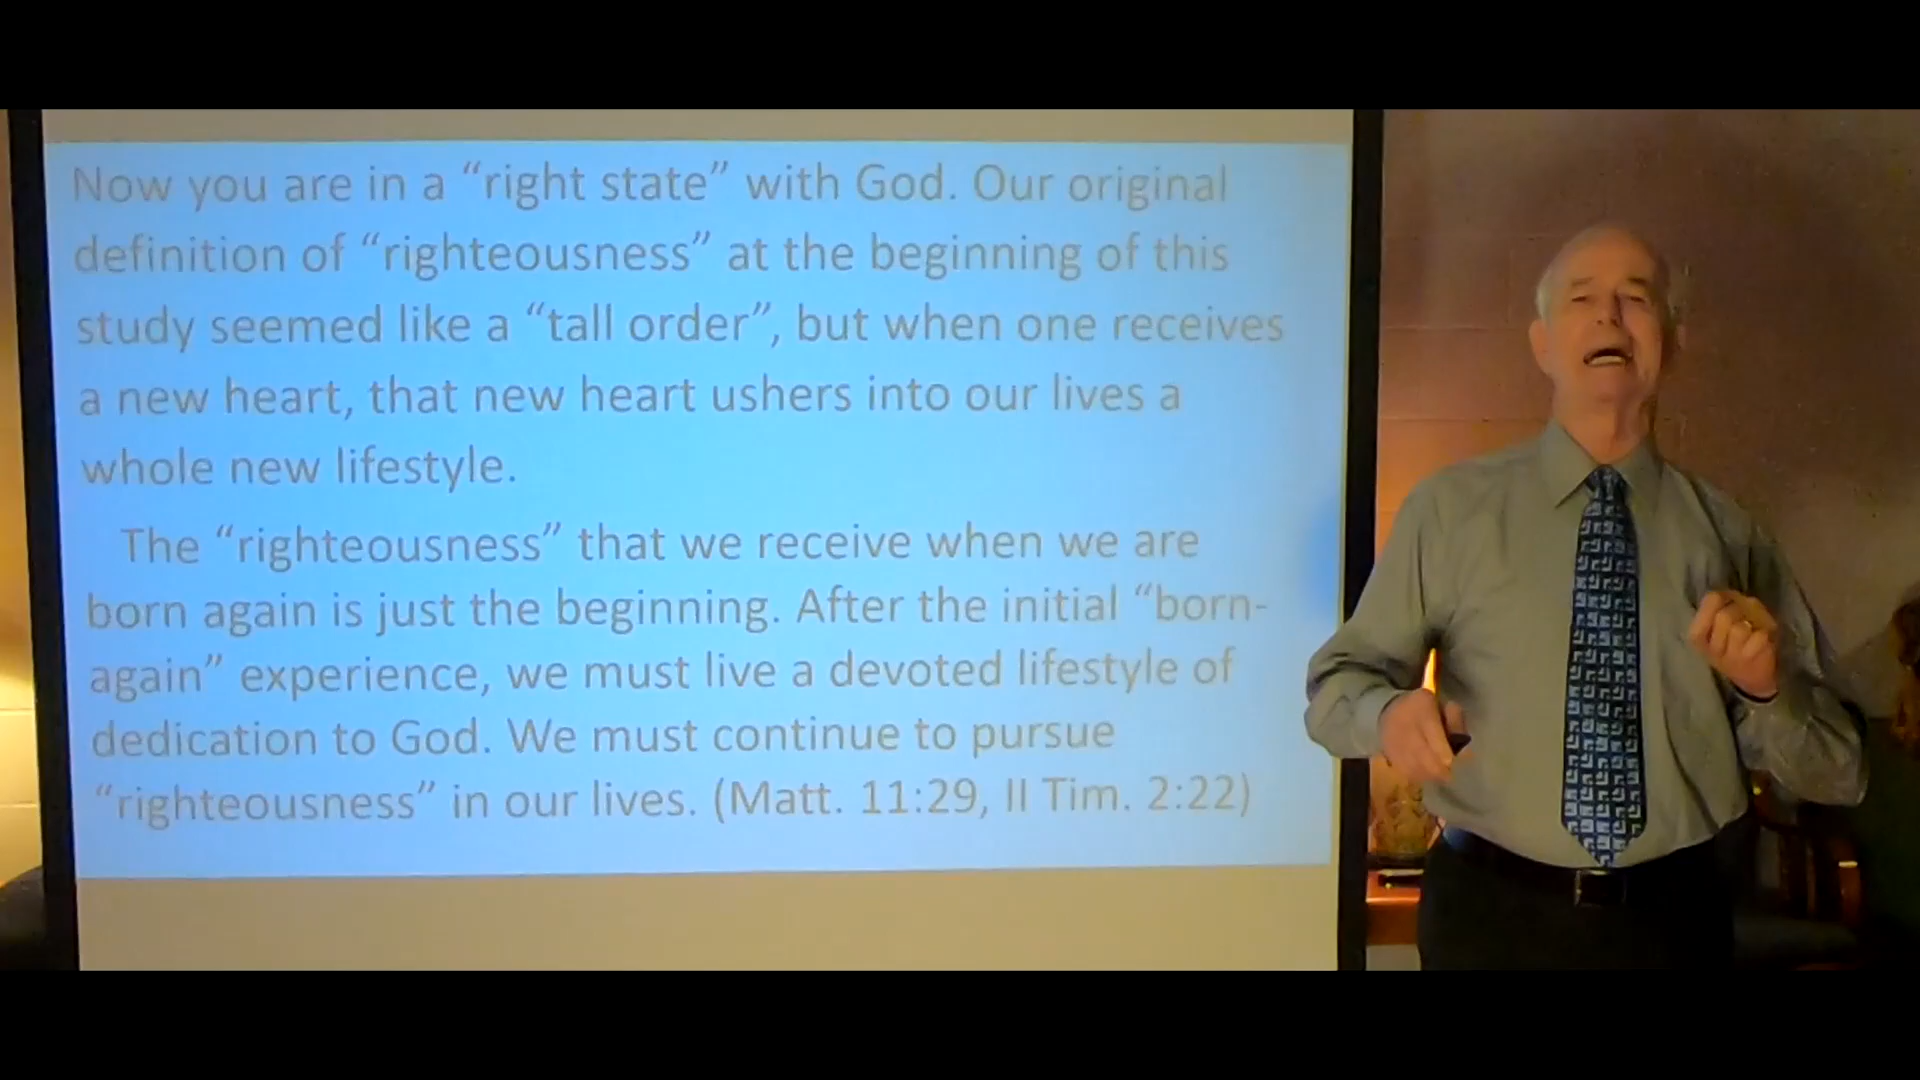 Now you are in a “right state” with God. Our original
definition of “righteousness” at the beginning of this
study seemed like a “tall order”, but when one receives
a new heart, that new heart ushers into our lives a
whole new lifestyle.
The “righteousness” that we receive when we are
born again is just the beginning. After the initial “born-
again” experience, we must live a devoted lifestyle of
dedication to God. We must continue to pursue
“righteousness” in our lives. (Matt. 11:29, II Tim. 2:22)